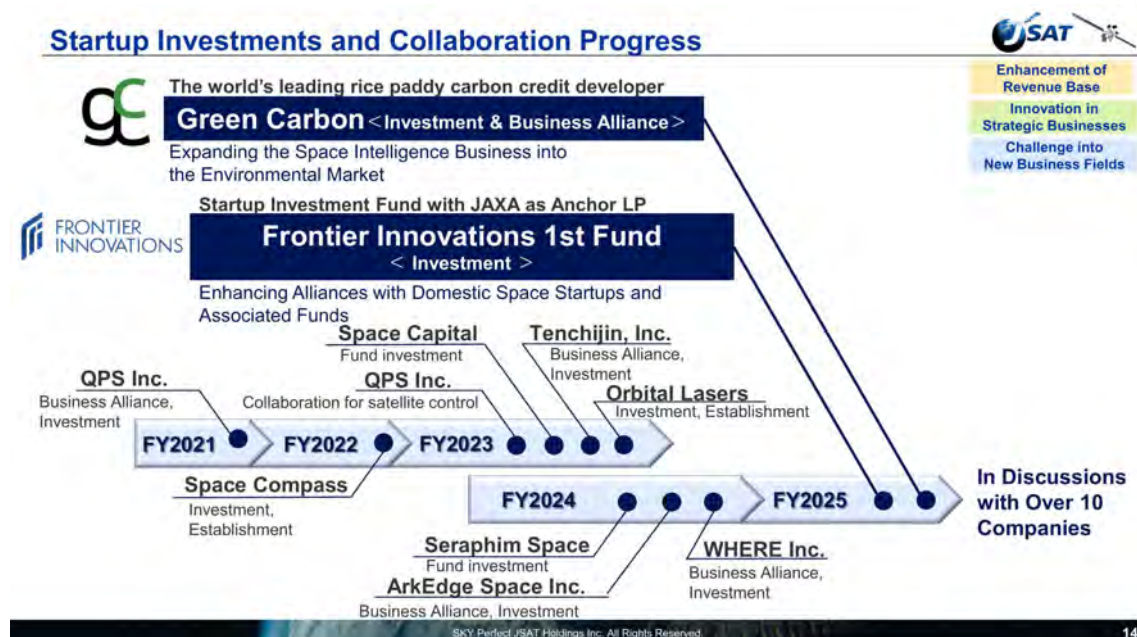 Startup Investments and Collaboration Progress
JSAT
Enhancement of
Revenue Base
Innovation in
Strategic Businesses
Challenge into
New Business Fields
gcc
The world's leading rice paddy carbon credit developer
Green Carbon <Investment & Business Alliance>
Expanding the Space Intelligence Business into
the Environmental Market
FRONTIER
INNOVATIONS
Startup Investment Fund with JAXA as Anchor LP
Frontier Innovations 1st Fund
< Investment >
Enhancing Alliances with Domestic Space Startups and
Associated Funds
Space Capital
Fund investment
Tenchijin, Inc.
Business Alliance,
Investment
QPS Inc.
Business Alliance,
Investment
QPS Inc.
Collaboration for satellite control
Orbital Lasers
Investment, Establishment
FY2021
FY2022
FY2023
Space Compass
Investment,
Establishment
FY2024
FY2025
In Discussions
with Over 10
Companies
Seraphim Space
Fund investment
WHERE Inc.
Business Alliance,
Investment
ArkEdge Space Inc.
Business Alliance, Investment
SKY Perfect JSAT Holdings Inc. All Rights Reserved.
14